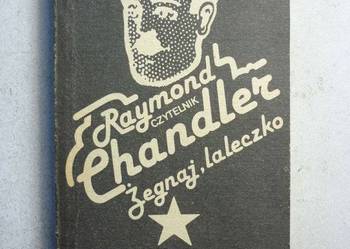 Raymond
CZYTELNIK
Chandler
Żegnaj, laleczko